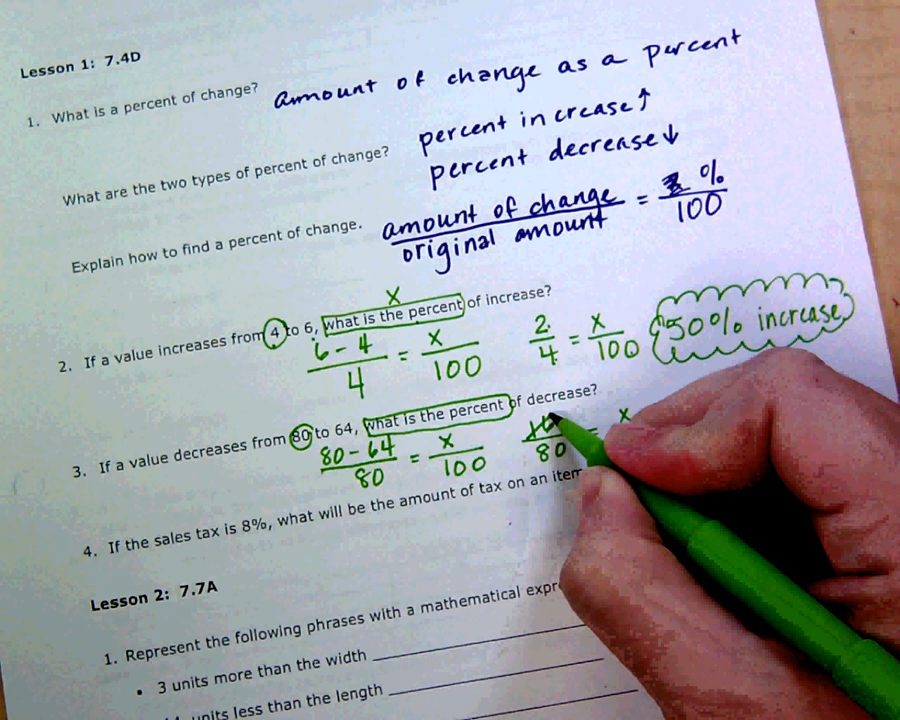 Lesson 1: 7.4D
1. What is a percent of change? amount of change as a percent
What are the two types of percent of change? percent increase ↑
percent decrease ↓
Explain how to find a percent of change. amount of change / original amount = % / 100
x
2. If a value increases from 4 to 6, what is the percent of increase?
6 - 4 / 4 = x / 100 2 / 4 = x / 100 50% increase
3. If a value decreases from 80 to 64, what is the percent of decrease?
80 - 64 / 80 = x / 100 / 80 = x
4. If the sales tax is 8%, what will be the amount of tax on an item
Lesson 2: 7.7A
1. Represent the following phrases with a mathematical
• 3 units more than the width
units less than the length